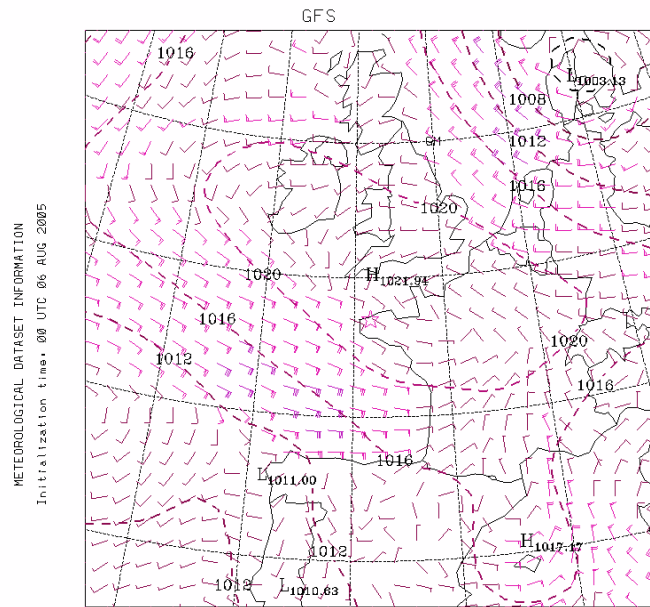 GFS
METEOROLOGICAL DATASET INFORMATION
Initialization time: 00 UTC 06 AUG 2005
1016
L1003.13
1008
1012
1016
1020
1020
H1021.94
1016
1012
1020
1016
1016
L1011.00
1012
H1017.17
1012
L1010.63